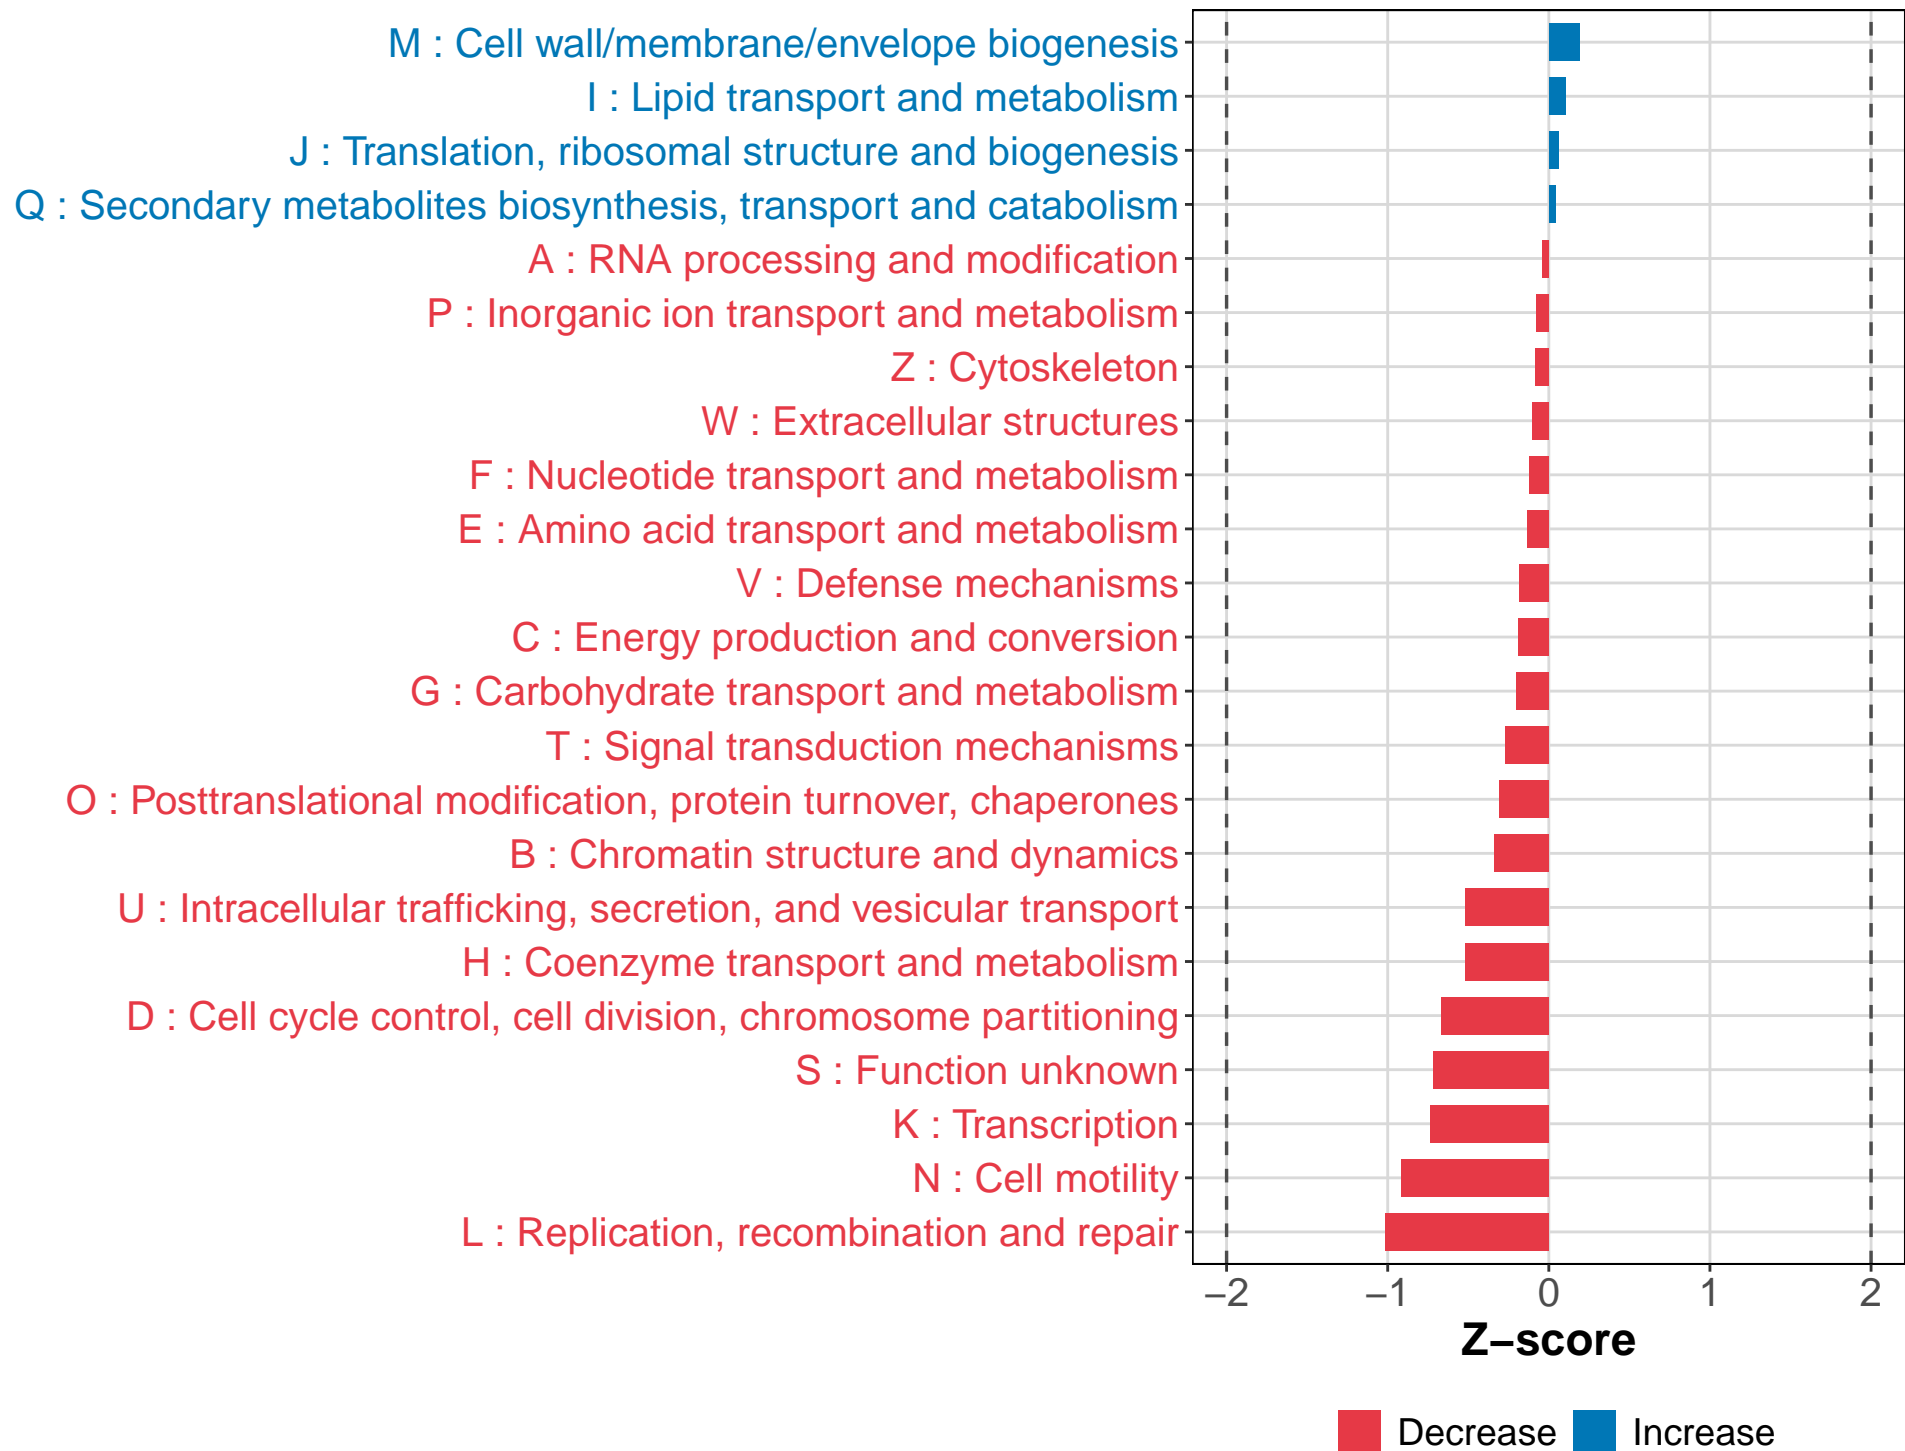 M : Cell wall/membrane/envelope biogenesis
I : Lipid transport and metabolism
J : Translation, ribosomal structure and biogenesis
Q : Secondary metabolites biosynthesis, transport and catabolism
A : RNA processing and modification
P : Inorganic ion transport and metabolism
Z : Cytoskeleton
W : Extracellular structures
F : Nucleotide transport and metabolism
E : Amino acid transport and metabolism
V : Defense mechanisms
C : Energy production and conversion
G : Carbohydrate transport and metabolism
T : Signal transduction mechanisms
O : Posttranslational modification, protein turnover, chaperones
B : Chromatin structure and dynamics
U : Intracellular trafficking, secretion, and vesicular transport
H : Coenzyme transport and metabolism
D : Cell cycle control, cell division, chromosome partitioning
S : Function unknown
K : Transcription
N : Cell motility
L : Replication, recombination and repair
−2 −1 0 1 2
Z−score
Decrease Increase